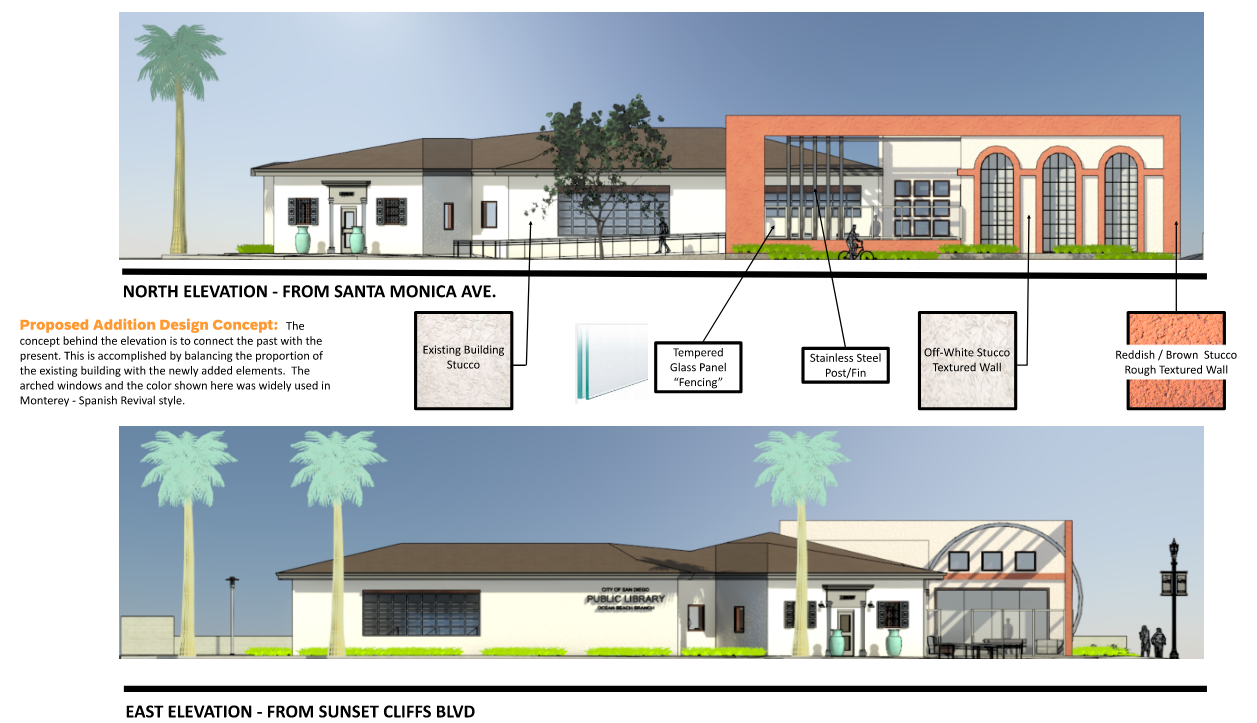 NORTH ELEVATION - FROM SANTA MONICA AVE.
Proposed Addition Design Concept: The
concept behind the elevation is to connect the past with the
present. This is accomplished by balancing the proportion of
the existing building with the newly added elements. The
arched windows and the color shown here was widely used in
Monterey - Spanish Revival style.
Existing Building
Stucco
Tempered
Glass Panel
“Fencing”
Stainless Steel
Post/Fin
Off-White Stucco
Textured Wall
Reddish / Brown Stucco
Rough Textured Wall
CITY OF SAN DIEGO
PUBLIC LIBRARY
OCEAN BEACH BRANCH
EAST ELEVATION - FROM SUNSET CLIFFS BLVD